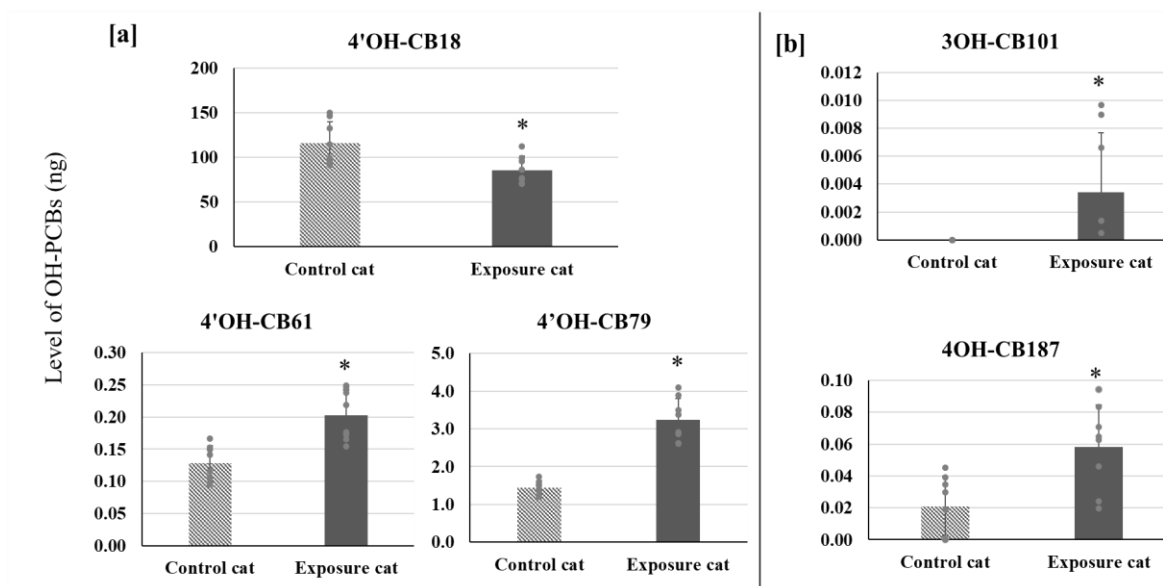 [a]
4'OH-CB18
Level of OH-PCBs (ng)
200
150
100
50
0
*
Control cat Exposure cat
4'OH-CB61
0.30
0.25
0.20
0.15
0.10
0.05
0.00
*
Control cat Exposure cat
4’OH-CB79
5.0
4.0
3.0
2.0
1.0
0.0
*
Control cat Exposure cat
[b]
3OH-CB101
0.012
0.010
0.008
0.006
0.004
0.002
0.000
*
Control cat Exposure cat
4OH-CB187
0.10
0.08
0.06
0.04
0.02
0.00
*
Control cat Exposure cat